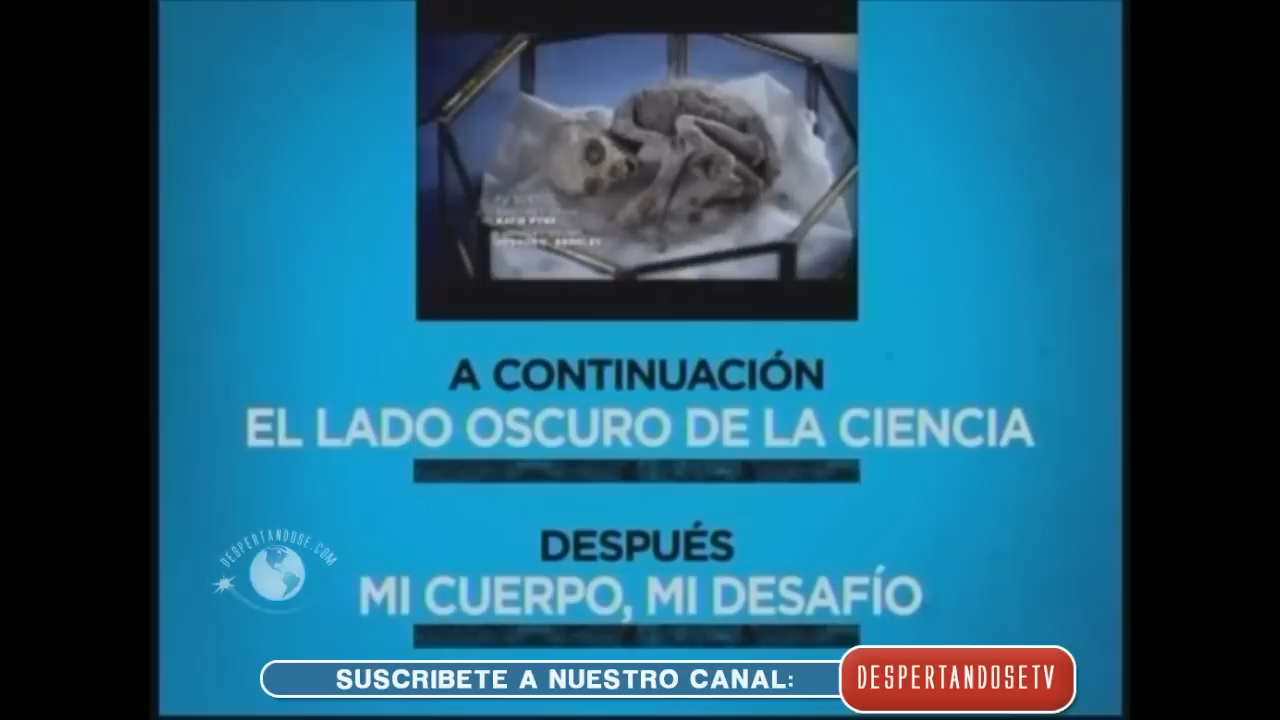 A CONTINUACIÓN
EL LADO OSCURO DE LA CIENCIA
DESPUÉS
MI CUERPO, MI DESAFÍO
DESPERTANDOSE.COM
SUSCRIBETE A NUESTRO CANAL:
DESPERTANDOSETV